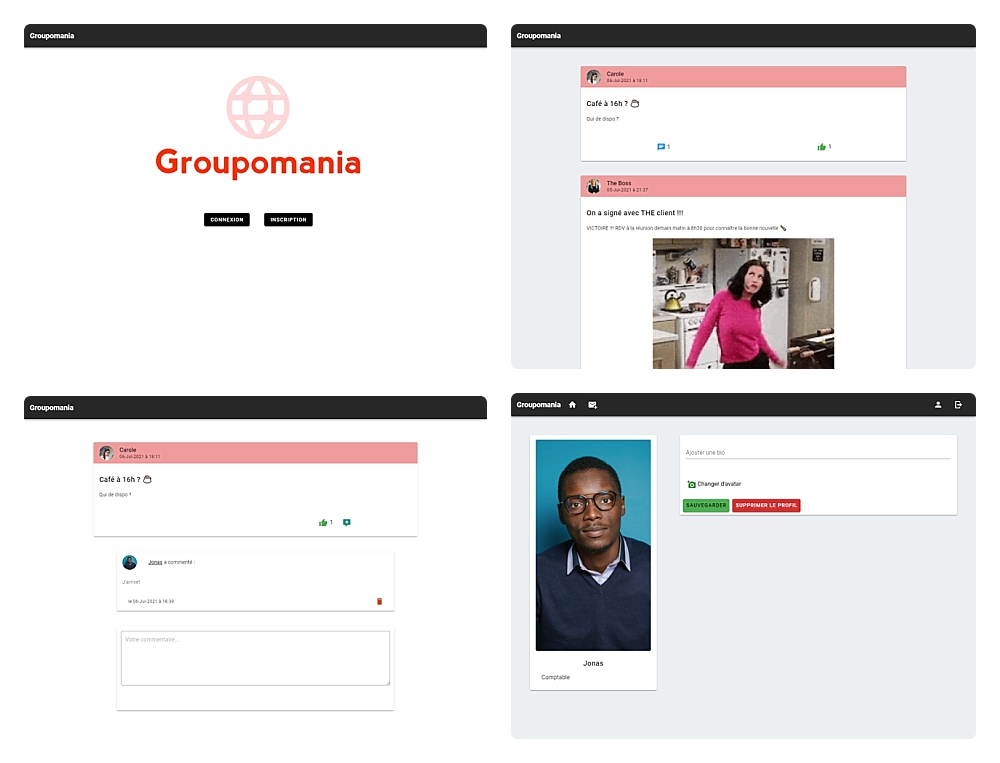 Groupomania
Groupomania
CONNEXION
INSCRIPTION
Groupomania
Carole
06-Jul-2021 à 18:11
Café à 16h ?
Qui de dispo ?
1
1
The Boss
05-Jul-2021 à 21:37
On a signé avec THE client !!!
VICTOIRE !!! RDV à la réunion demain matin à 8h30 pour connaître la bonne nouvelle
Groupomania
Carole
06-Jul-2021 à 18:11
Café à 16h ?
Qui de dispo ?
1
Jonas a commenté :
J'arrive!
le 06-Jul-2021 à 18:39
Votre commentaire...
Groupomania
Jonas
Comptable
Ajouter une bio
Changer d'avatar
SAUVEGARDER
SUPPRIMER LE PROFIL